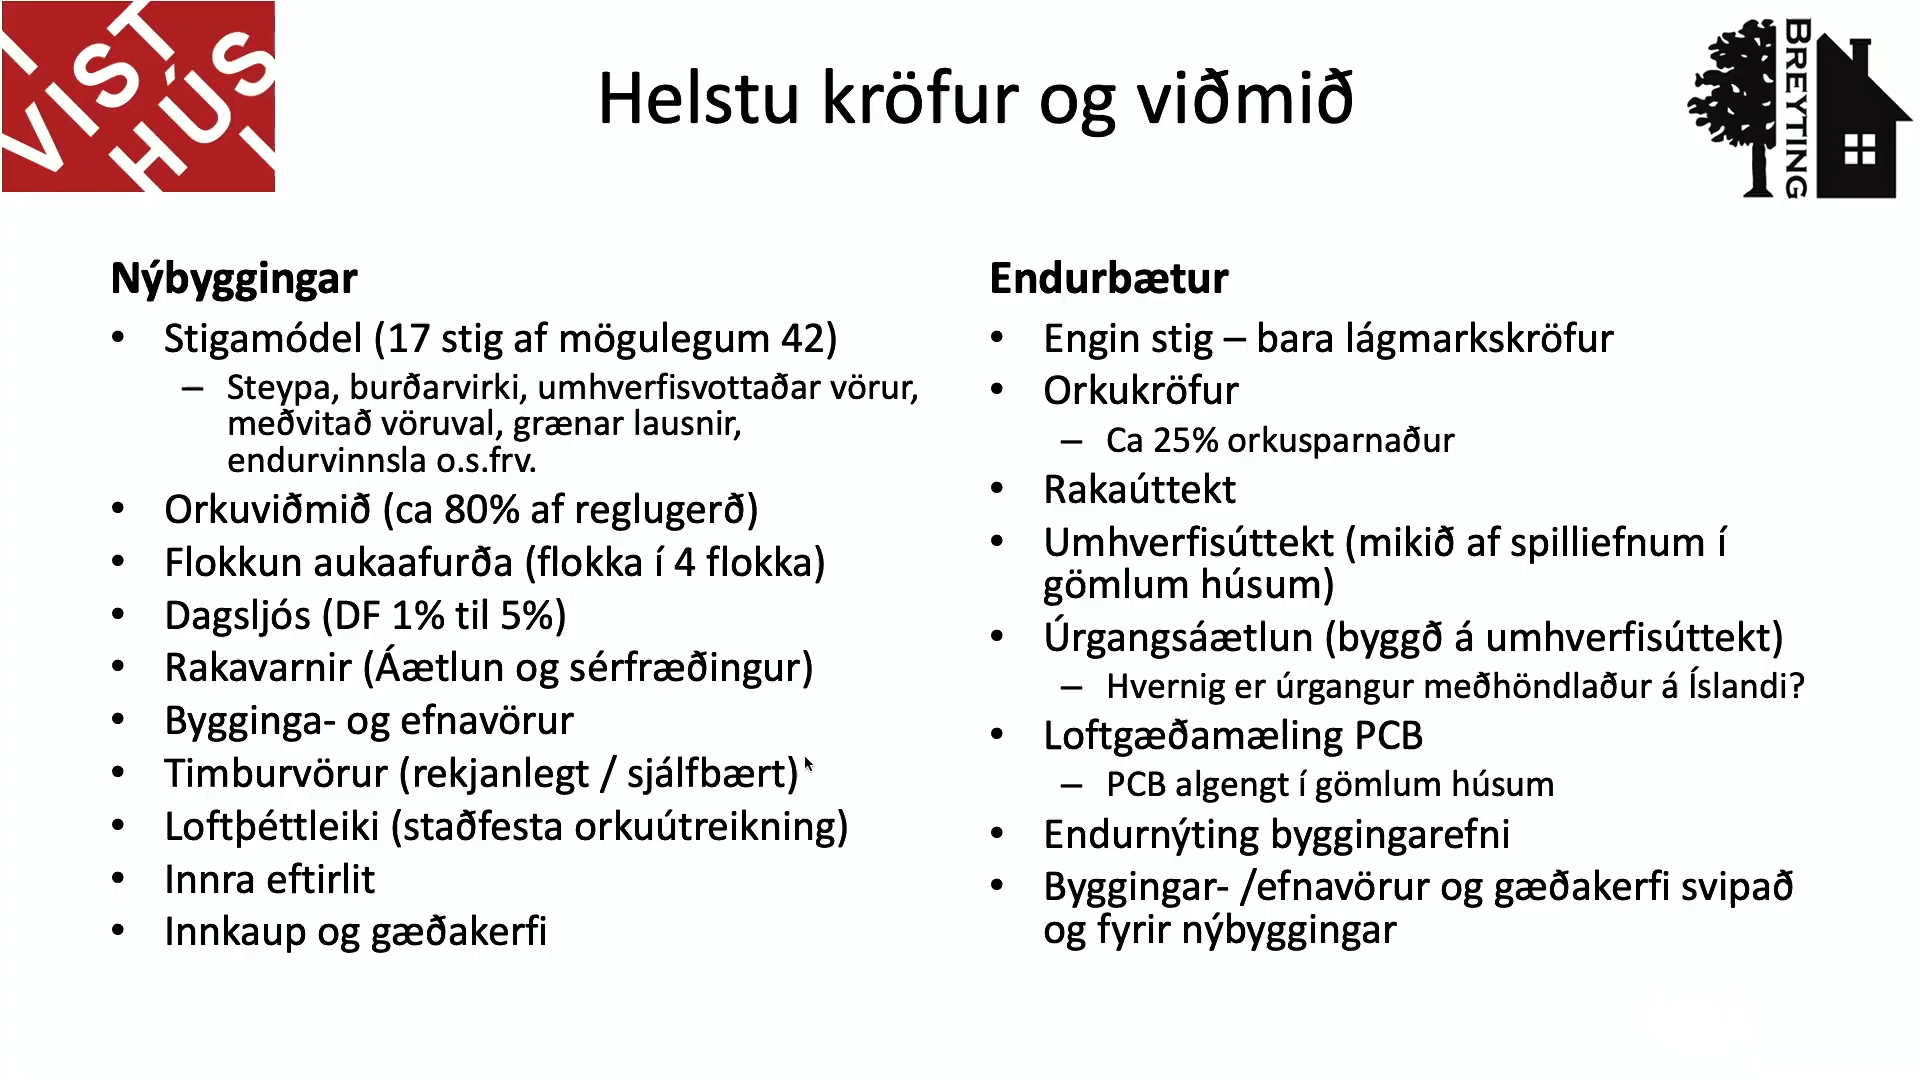 VISTHÚS
BREYTING
Helstu kröfur og viðmið
Nýbyggingar
• Stigamódel (17 stig af mögulegum 42)
– Steypa, burðarvirki, umhverfisvottaðar vörur,
meðvitað vöruval, grænar lausnir,
endurvinnsla o.s.frv.
• Orkuviðmið (ca 80% af reglugerð)
• Flokkun aukaafurða (flokka í 4 flokka)
• Dagsljós (DF 1% til 5%)
• Rakavarnir (Áætlun og sérfræðingur)
• Bygginga- og efnavörur
• Timburvörur (rekjanlegt / sjálfbært)
• Loftþéttleiki (staðfesta orkuútreikning)
• Innra eftirlit
• Innkaup og gæðakerfi
Endurbætur
• Engin stig – bara lágmarkskröfur
• Orkukröfur
– Ca 25% orkusparnaður
• Rakaúttekt
• Umhverfisúttekt (mikið af spilliefnum í
gömlum húsum)
• Úrgangsáætlun (byggð á umhverfisúttekt)
– Hvernig er úrgangur meðhöndlaður á Íslandi?
• Loftgæðamæling PCB
– PCB algengt í gömlum húsum
• Endurnýting byggingarefni
• Byggingar- /efnavörur og gæðakerfi svipað
og fyrir nýbyggingar